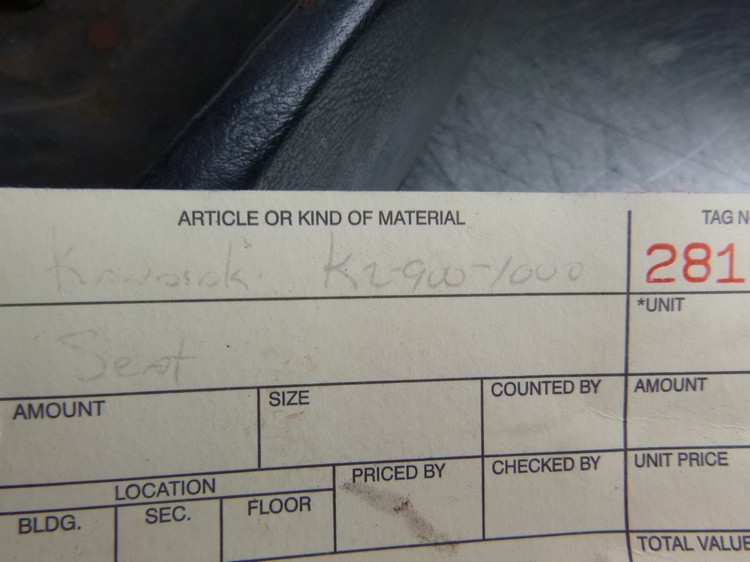 ARTICLE OR KIND OF MATERIAL
TAG N
Kawasaki KZ-900-1000
281
*UNIT
Seat
AMOUNT
SIZE
COUNTED BY
AMOUNT
PRICED BY
CHECKED BY
UNIT PRICE
LOCATION
BLDG.
SEC.
FLOOR
TOTAL VALUE